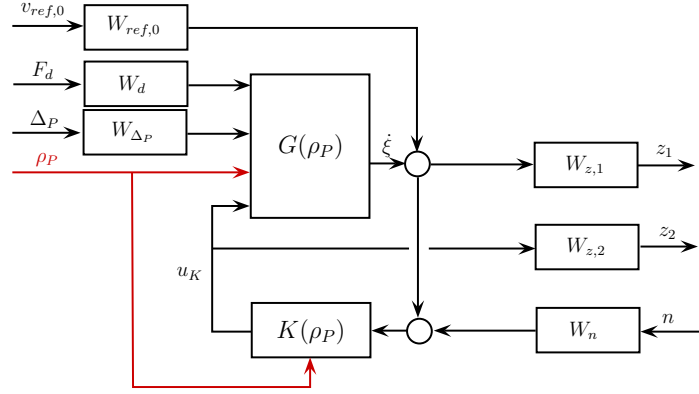 v_{ref,0}
W_{ref,0}
F_d
W_d
Δ_P
W_{Δ_P}
ρ_P
G(ρ_P)
ξ̇
W_{z,1}
z_1
W_{z,2}
z_2
u_K
K(ρ_P)
W_n
n